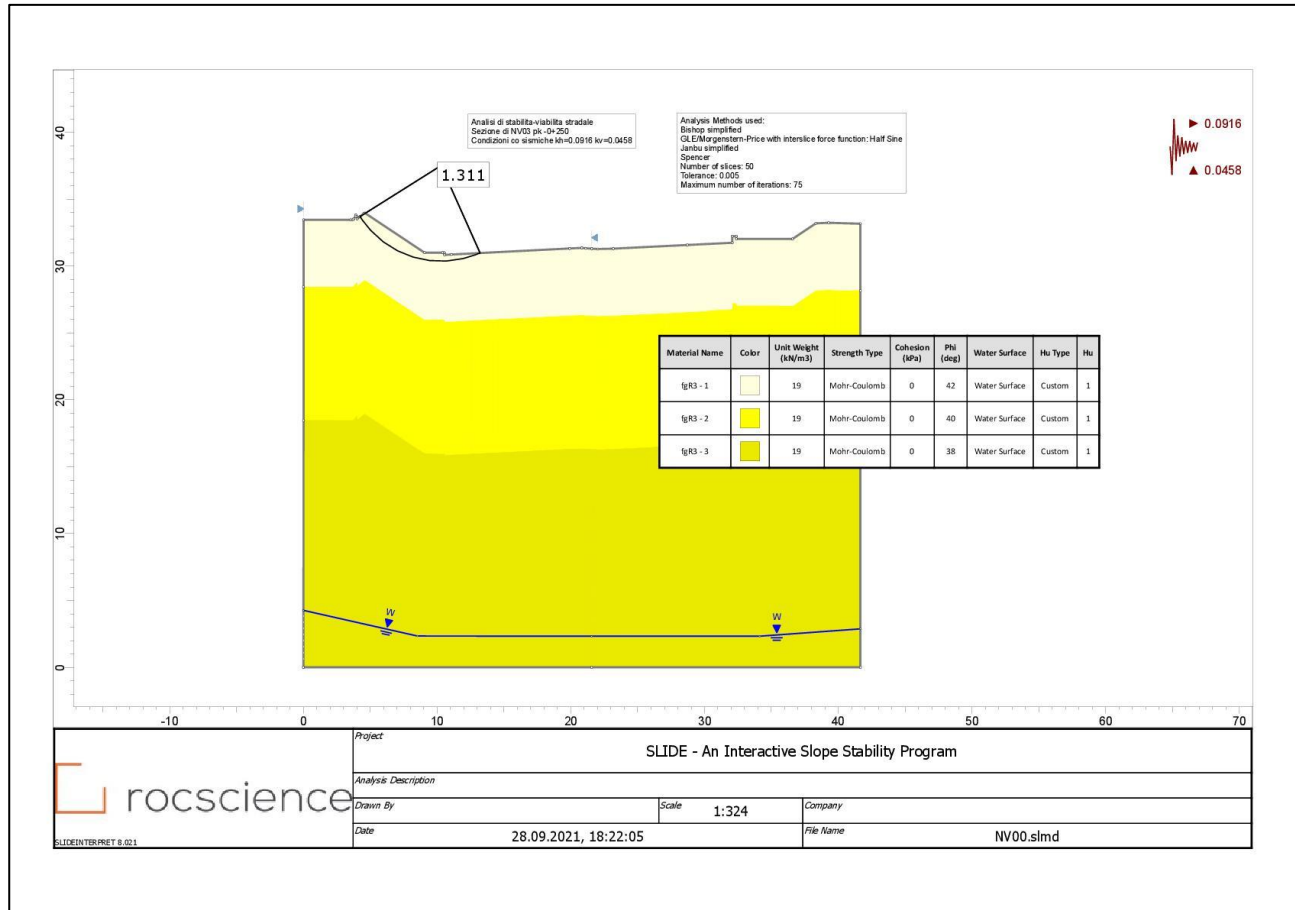 40
30
20
10
0
Analisi di stabilita-viabilita stradale
Sezione di NV03 pk -0+250
Condizioni co sismiche kh=0.0916 kv=0.0458
Analysis Methods used:
Bishop simplified
GLE/Morgenstern-Price with interslice force function: Half Sine
Janbu simplified
Spencer
Number of slices: 50
Tolerance: 0.005
Maximum number of iterations: 75
0.0916
0.0458
1.311
Material Name Color Unit Weight (kN/m3) Strength Type Cohesion (kPa) Phi (deg) Water Surface Hu Type Hu
fgR3 - 1 19 Mohr-Coulomb 0 42 Water Surface Custom 1
fgR3 - 2 19 Mohr-Coulomb 0 40 Water Surface Custom 1
fgR3 - 3 19 Mohr-Coulomb 0 38 Water Surface Custom 1
W
W
-10 0 10 20 30 40 50 60 70
rocscience
SLIDEINTERPRET 8.021
Project
SLIDE - An Interactive Slope Stability Program
Analysis Description
Drawn By
Scale 1:324
Company
Date 28.09.2021, 18:22:05
File Name NV00.slmd